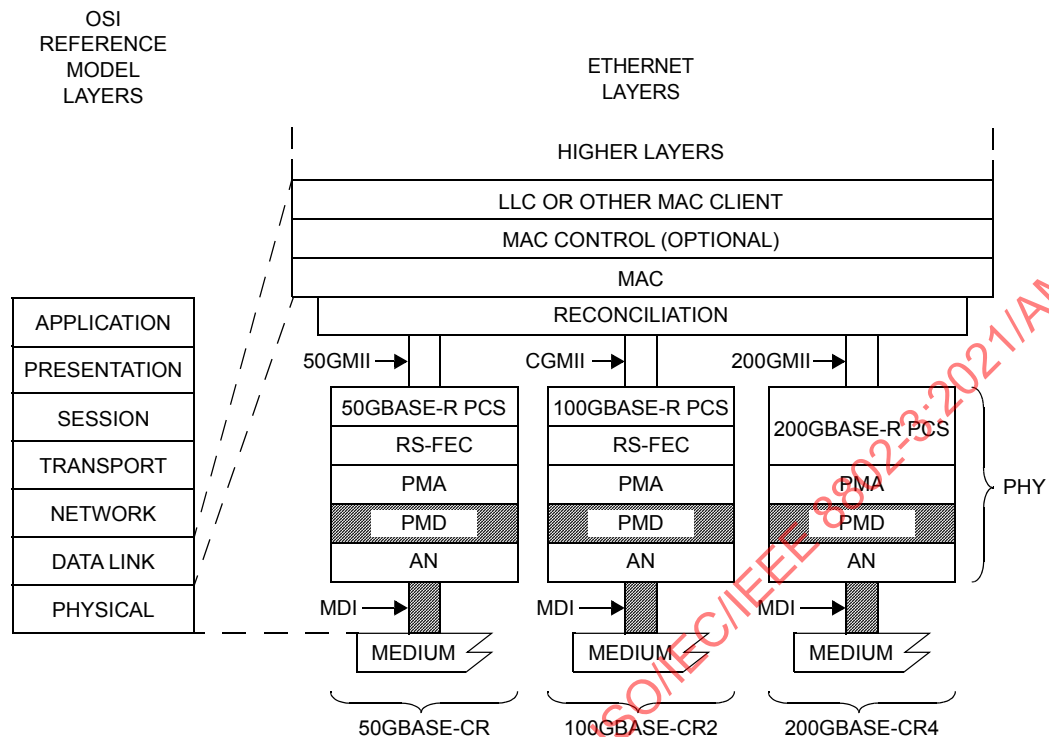 OSI
REFERENCE
MODEL
LAYERS
ETHERNET
LAYERS
HIGHER LAYERS
LLC OR OTHER MAC CLIENT
MAC CONTROL (OPTIONAL)
MAC
RECONCILIATION
APPLICATION
PRESENTATION
SESSION
TRANSPORT
NETWORK
DATA LINK
PHYSICAL
50GMII
CGMII
200GMII
50GBASE-R PCS
RS-FEC
PMA
PMD
AN
MDI
MEDIUM
50GBASE-CR
100GBASE-R PCS
RS-FEC
PMA
PMD
AN
MDI
MEDIUM
100GBASE-CR2
200GBASE-R PCS
PMA
PMD
AN
MDI
MEDIUM
200GBASE-CR4
PHY
ISO/IEC/IEEE 8802-3:2021/AM